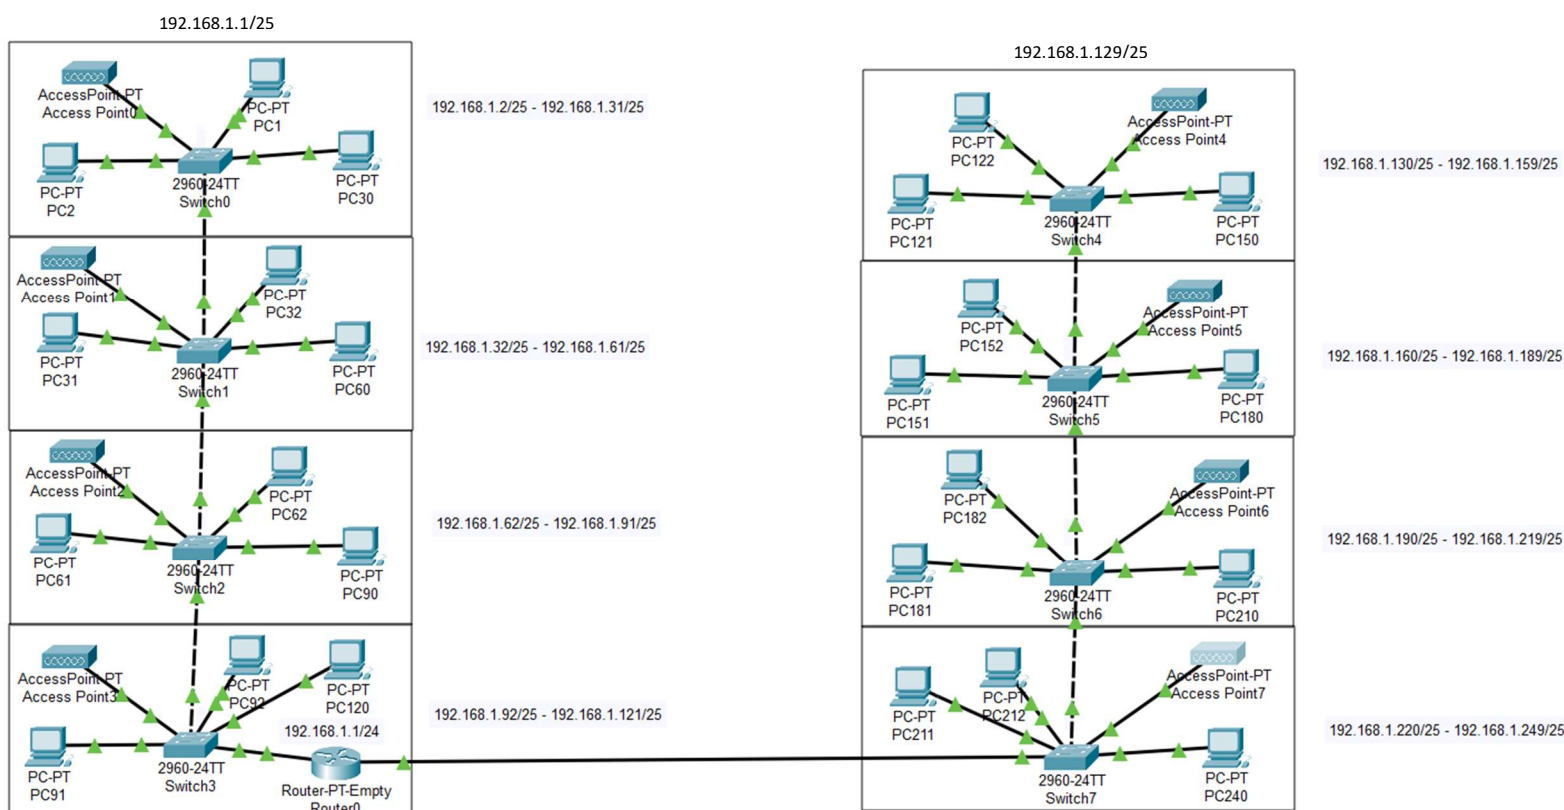 192.168.1.1/25
AccessPoint-PT
Access Point0
PC-PT
PC1
PC-PT
PC2
2960-24TT
Switch0
PC-PT
PC30
192.168.1.2/25 - 192.168.1.31/25
AccessPoint-PT
Access Point1
PC-PT
PC32
PC-PT
PC31
2960-24TT
Switch1
PC-PT
PC60
192.168.1.32/25 - 192.168.1.61/25
AccessPoint-PT
Access Point2
PC-PT
PC62
PC-PT
PC61
2960-24TT
Switch2
PC-PT
PC90
192.168.1.62/25 - 192.168.1.91/25
AccessPoint-PT
Access Point3
PC-PT
PC92
PC-PT
PC120
192.168.1.1/24
PC-PT
PC91
2960-24TT
Switch3
Router-PT-Empty
Router0
192.168.1.92/25 - 192.168.1.121/25
192.168.1.129/25
PC-PT
PC122
AccessPoint-PT
Access Point4
PC-PT
PC121
2960-24TT
Switch4
PC-PT
PC150
192.168.1.130/25 - 192.168.1.159/25
PC-PT
PC152
AccessPoint-PT
Access Point5
PC-PT
PC151
2960-24TT
Switch5
PC-PT
PC180
192.168.1.160/25 - 192.168.1.189/25
PC-PT
PC182
AccessPoint-PT
Access Point6
PC-PT
PC181
2960-24TT
Switch6
PC-PT
PC210
192.168.1.190/25 - 192.168.1.219/25
PC-PT
PC211
PC-PT
PC212
AccessPoint-PT
Access Point7
2960-24TT
Switch7
PC-PT
PC240
192.168.1.220/25 - 192.168.1.249/25